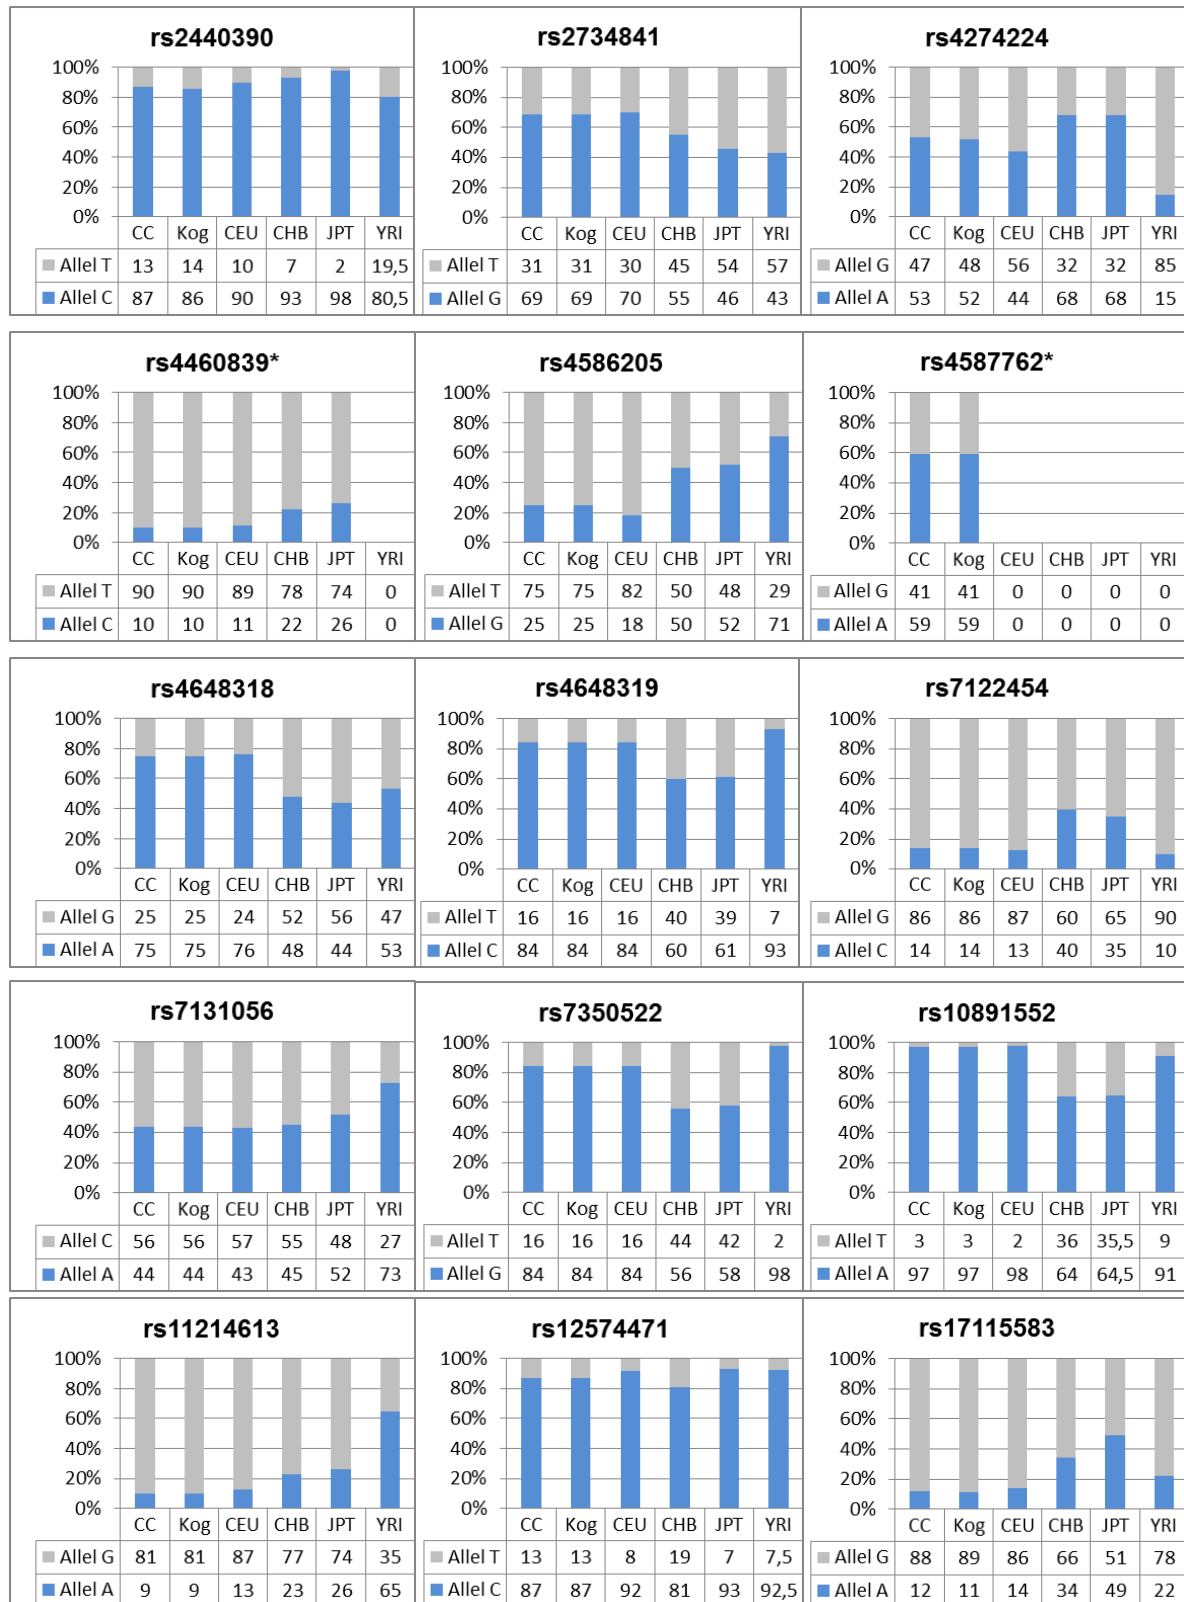 rs2440390
100%
80%
60%
40%
20%
0%
CC Kog CEU CHB JPT YRI
Allel T 13 14 10 7 2 19,5
Allel C 87 86 90 93 98 80,5
rs2734841
100%
80%
60%
40%
20%
0%
CC Kog CEU CHB JPT YRI
Allel T 31 31 30 45 54 57
Allel G 69 69 70 55 46 43
rs4274224
100%
80%
60%
40%
20%
0%
CC Kog CEU CHB JPT YRI
Allel G 47 48 56 32 32 85
Allel A 53 52 44 68 68 15
rs4460839*
100%
80%
60%
40%
20%
0%
CC Kog CEU CHB JPT YRI
Allel T 90 90 89 78 74 0
Allel C 10 10 11 22 26 0
rs4586205
100%
80%
60%
40%
20%
0%
CC Kog CEU CHB JPT YRI
Allel T 75 75 82 50 48 29
Allel G 25 25 18 50 52 71
rs4587762*
100%
80%
60%
40%
20%
0%
CC Kog CEU CHB JPT YRI
Allel G 41 41 0 0 0 0
Allel A 59 59 0 0 0 0
rs4648318
100%
80%
60%
40%
20%
0%
CC Kog CEU CHB JPT YRI
Allel G 25 25 24 52 56 47
Allel A 75 75 76 48 44 53
rs4648319
100%
80%
60%
40%
20%
0%
CC Kog CEU CHB JPT YRI
Allel T 16 16 16 40 39 7
Allel C 84 84 84 60 61 93
rs7122454
100%
80%
60%
40%
20%
0%
CC Kog CEU CHB JPT YRI
Allel G 86 86 87 60 65 90
Allel C 14 14 13 40 35 10
rs7131056
100%
80%
60%
40%
20%
0%
CC Kog CEU CHB JPT YRI
Allel C 56 56 57 55 48 27
Allel A 44 44 43 45 52 73
rs7350522
100%
80%
60%
40%
20%
0%
CC Kog CEU CHB JPT YRI
Allel T 16 16 16 44 42 2
Allel G 84 84 84 56 58 98
rs10891552
100%
80%
60%
40%
20%
0%
CC Kog CEU CHB JPT YRI
Allel T 3 3 2 36 35,5 9
Allel A 97 97 98 64 64,5 91
rs11214613
100%
80%
60%
40%
20%
0%
CC Kog CEU CHB JPT YRI
Allel G 81 81 87 77 74 35
Allel A 9 9 13 23 26 65
rs12574471
100%
80%
60%
40%
20%
0%
CC Kog CEU CHB JPT YRI
Allel T 13 13 8 19 7 7,5
Allel C 87 87 92 81 93 92,5
rs17115583
100%
80%
60%
40%
20%
0%
CC Kog CEU CHB JPT YRI
Allel G 88 89 86 66 51 78
Allel A 12 11 14 34 49 22